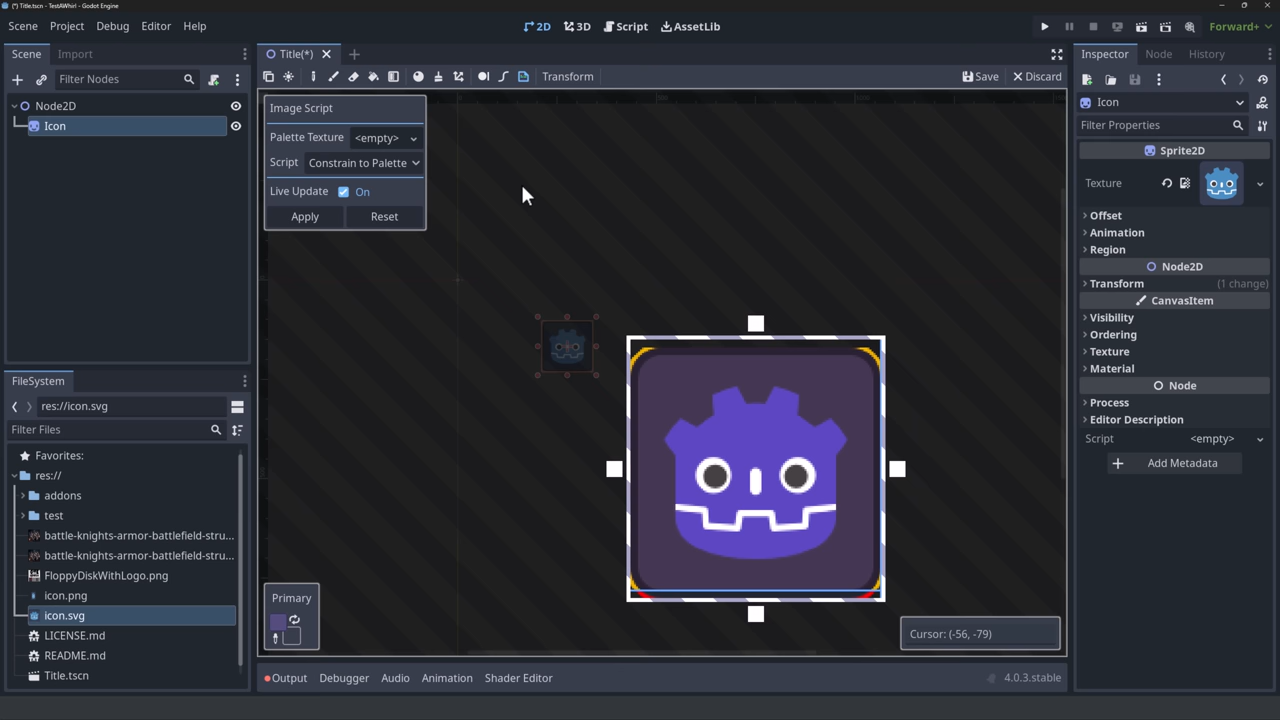 (*) Title.tscn - TestAWhirl - Godot Engine
Scene Project Debug Editor Help
2D 3D Script AssetLib
Forward+
Scene Import
Filter Nodes
Node2D
Icon
FileSystem
res://icon.svg
Filter Files
Favorites:
res://
addons
test
battle-knights-armor-battlefield-stru...
battle-knights-armor-battlefield-stru...
FloppyDiskWithLogo.png
icon.png
icon.svg
LICENSE.md
README.md
Title.tscn
Title(*)
Transform
Save Discard
Image Script
Palette Texture <empty>
Script Constrain to Palette
Live Update On
Apply Reset
Primary
Cursor: (-56, -79)
Output Debugger Audio Animation Shader Editor
4.0.3.stable
Inspector Node History
Icon
Filter Properties
Sprite2D
Texture
Offset
Animation
Region
Node2D
Transform (1 change)
CanvasItem
Visibility
Ordering
Texture
Material
Node
Process
Editor Description
Script <empty>
Add Metadata